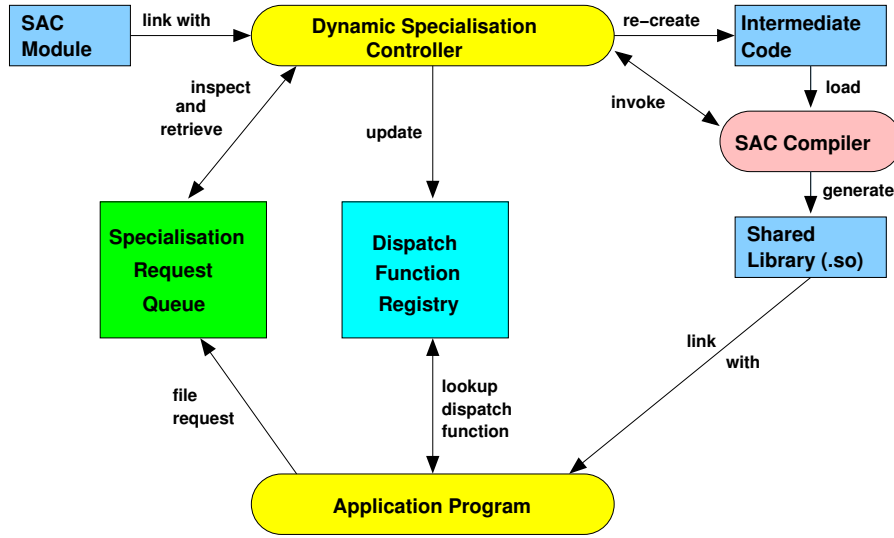 SAC
Module
link with
Dynamic Specialisation
Controller
re−create
Intermediate
Code
inspect
and
retrieve
update
invoke
load
SAC Compiler
generate
Specialisation
Request
Queue
Dispatch
Function
Registry
Shared
Library (.so)
link
with
file
request
lookup
dispatch
function
Application Program